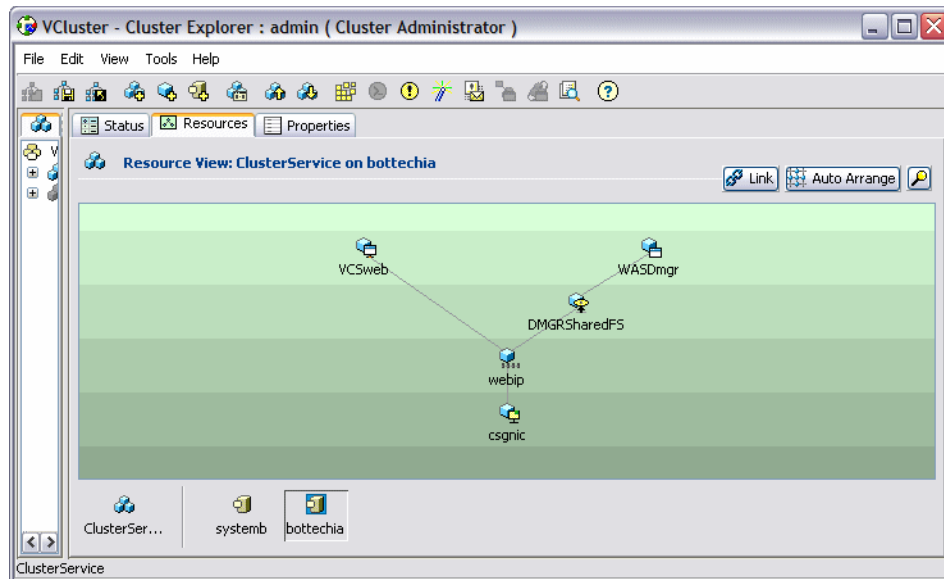 VCluster - Cluster Explorer : admin ( Cluster Administrator )
File Edit View Tools Help
Status Resources Properties
V
Resource View: ClusterService on bottechia
Link Auto Arrange
VCSweb
WASDmgr
DMGRSharedFS
webip
csgnic
ClusterSer...
systemb
bottechia
ClusterService